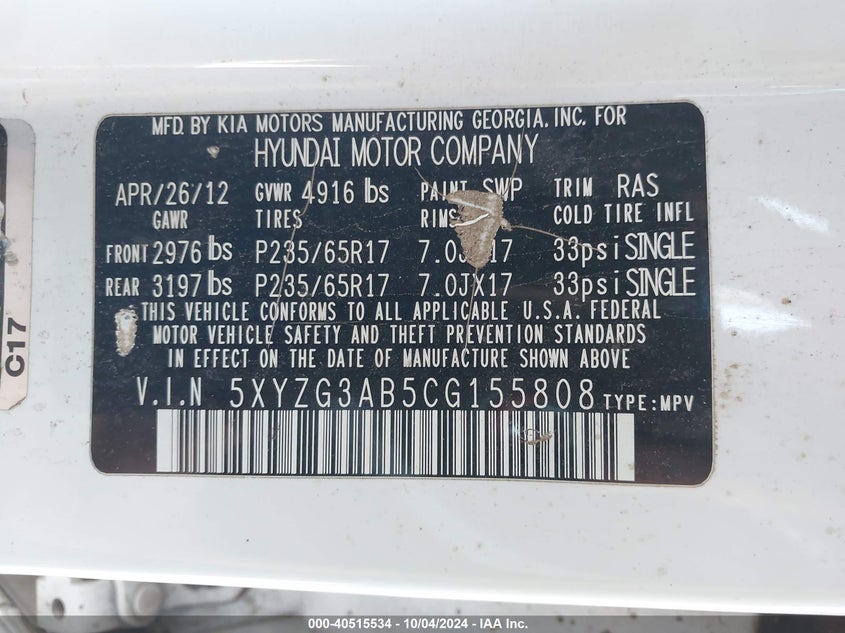 MFD. BY KIA MOTORS MANUFACTURING GEORGIA. INC. FOR
HYUNDAI MOTOR COMPANY
APR/26/12 GVWR 4916 lbs PAINT SWP TRIM RAS
GAWR TIRES RIMS COLD TIRE INFL
FRONT 2976 lbs P235/65R17 7.0J 17 33psi SINGLE
REAR 3197 lbs P235/65R17 7.0JX17 33psi SINGLE
THIS VEHICLE CONFORMS TO ALL APPLICABLE U.S.A. FEDERAL
MOTOR VEHICLE SAFETY AND THEFT PREVENTION STANDARDS
IN EFFECT ON THE DATE OF MANUFACTURE SHOWN ABOVE
V.I.N 5XYZG3AB5CG155808 TYPE:MPV
C17
000-40515534 - 10/04/2024 - IAA Inc.